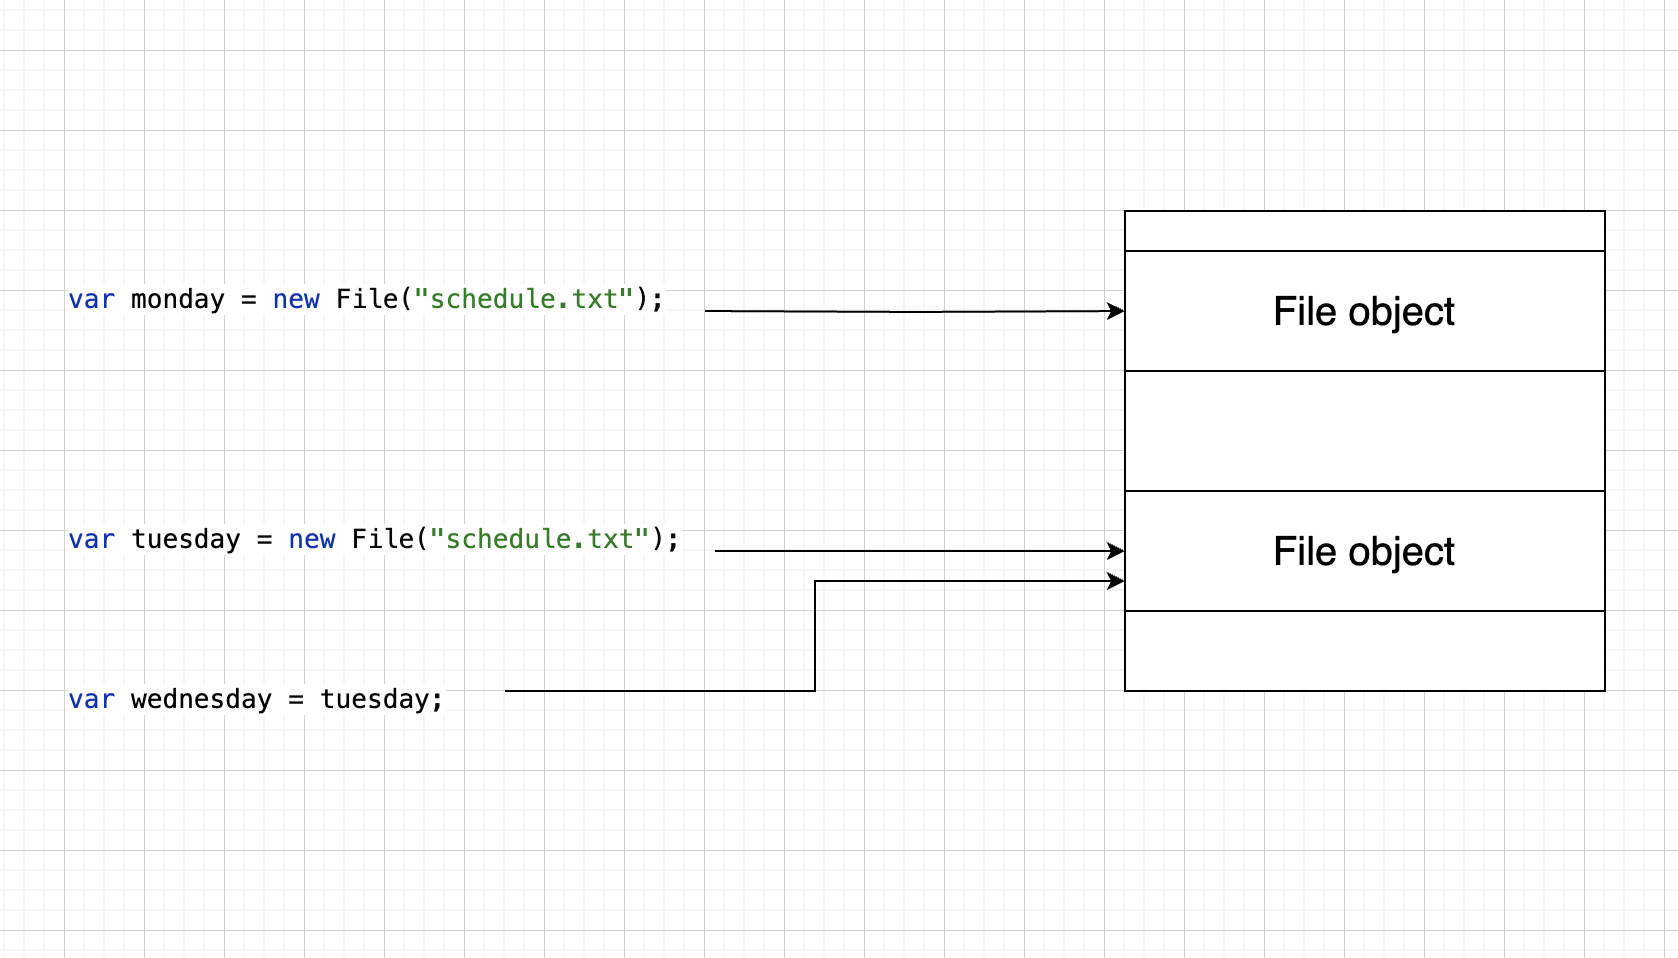 var monday = new File("schedule.txt");
File object
var tuesday = new File("schedule.txt");
File object
var wednesday = tuesday;